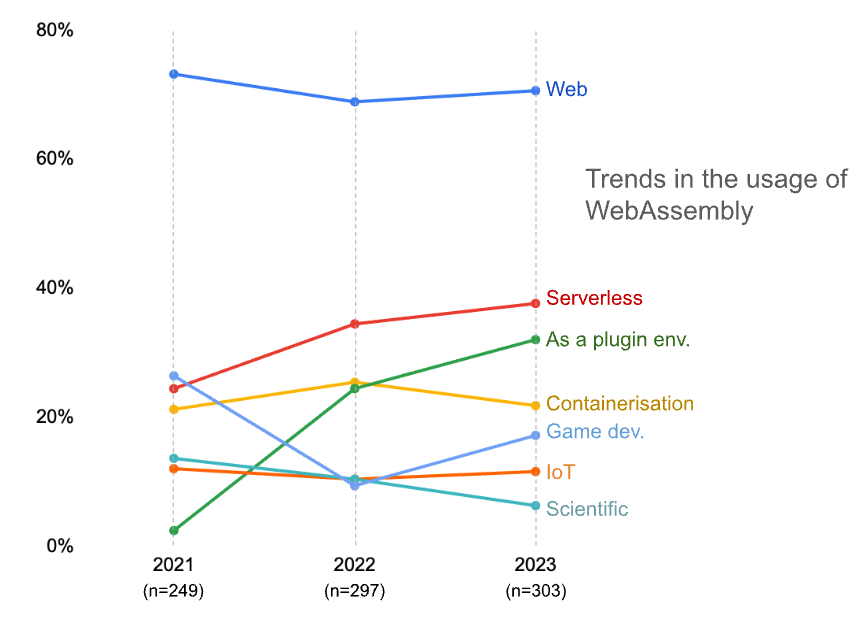 80%
Web
60%
Trends in the usage of
WebAssembly
40%
Serverless
As a plugin env.
Containerisation
20%
Game dev.
IoT
Scientific
0%
2021 2022 2023
(n=249) (n=297) (n=303)